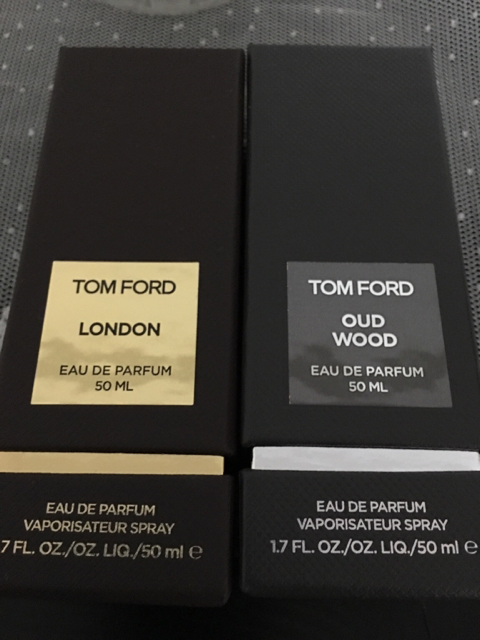 TOM FORD
LONDON
EAU DE PARFUM
50 ML
EAU DE PARFUM
VAPORISATEUR SPRAY
7 FL. OZ./OZ. LIQ./50 ml e
TOM FORD
OUD
WOOD
EAU DE PARFUM
50 ML
EAU DE PARFUM
VAPORISATEUR SPRAY
1.7 FL. OZ./OZ. LIQ./50 ml e